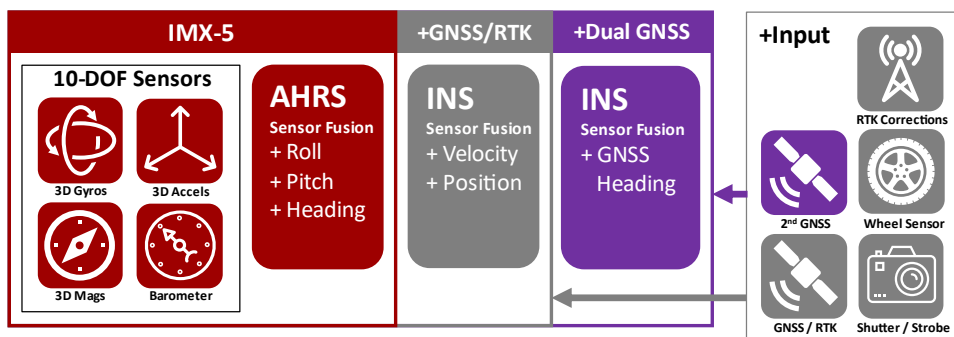 IMX-5
+GNSS/RTK
+Dual GNSS
10-DOF Sensors
3D Gyros
3D Accels
3D Mags
Barometer
AHRS
Sensor Fusion
+ Roll
+ Pitch
+ Heading
INS
Sensor Fusion
+ Velocity
+ Position
INS
Sensor Fusion
+ GNSS
Heading
+Input
RTK Corrections
2nd GNSS
Wheel Sensor
GNSS / RTK
Shutter / Strobe